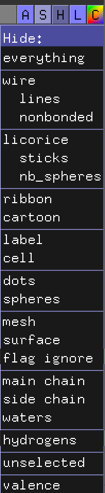 A S H L C
Hide:
everything
wire
lines
nonbonded
licorice
sticks
nb_spheres
ribbon
cartoon
label
cell
dots
spheres
mesh
surface
flag ignore
main chain
side chain
waters
hydrogens
unselected
valence